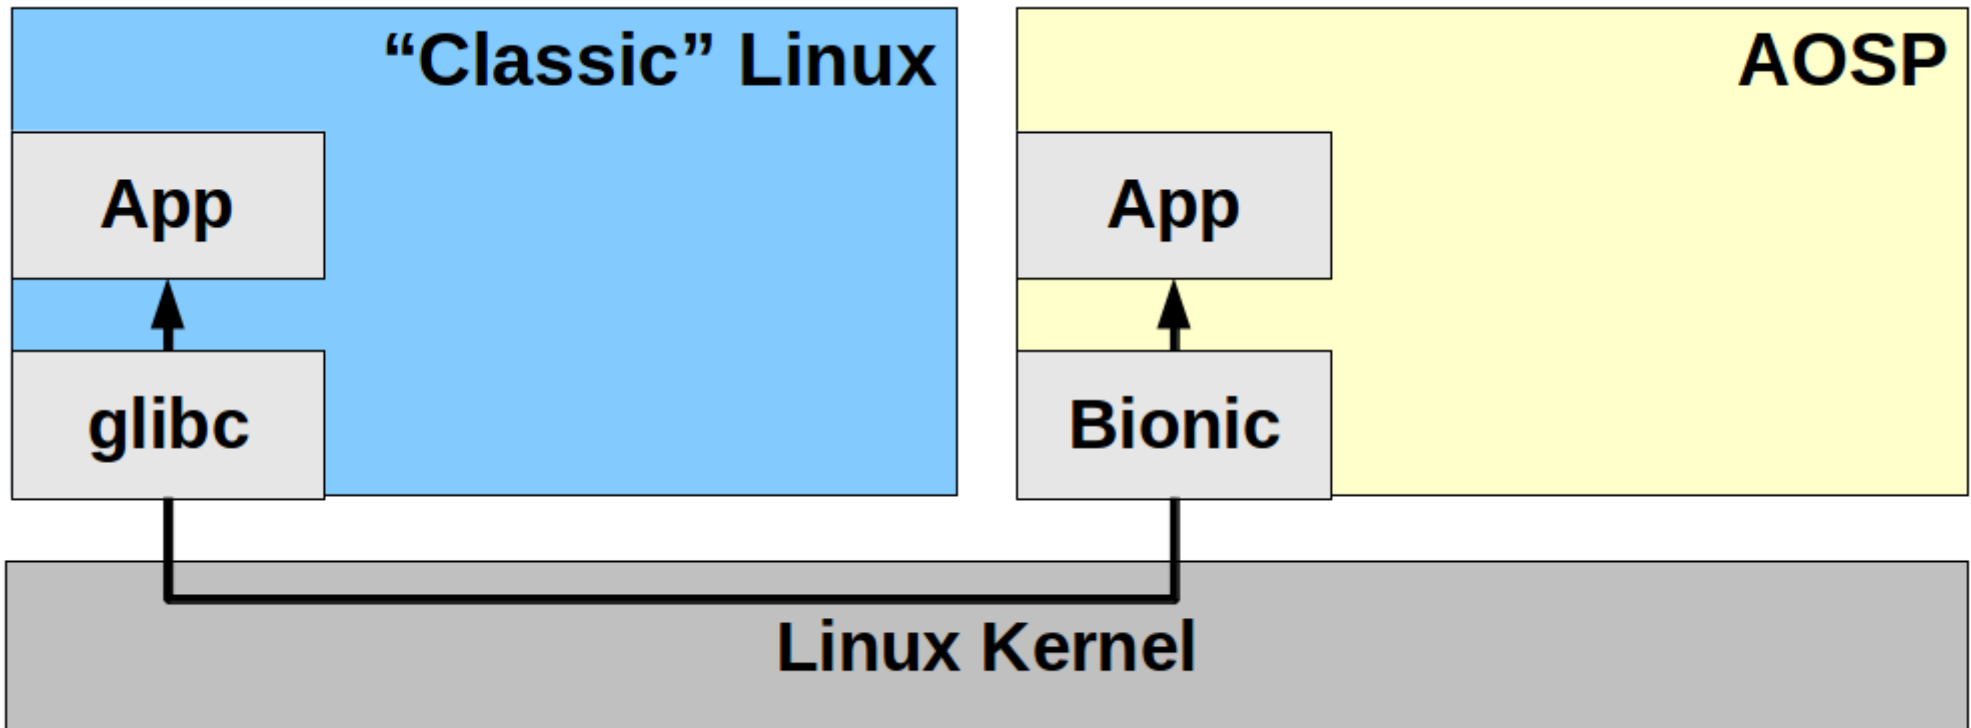 “Classic” Linux
App
glibc
AOSP
App
Bionic
Linux Kernel